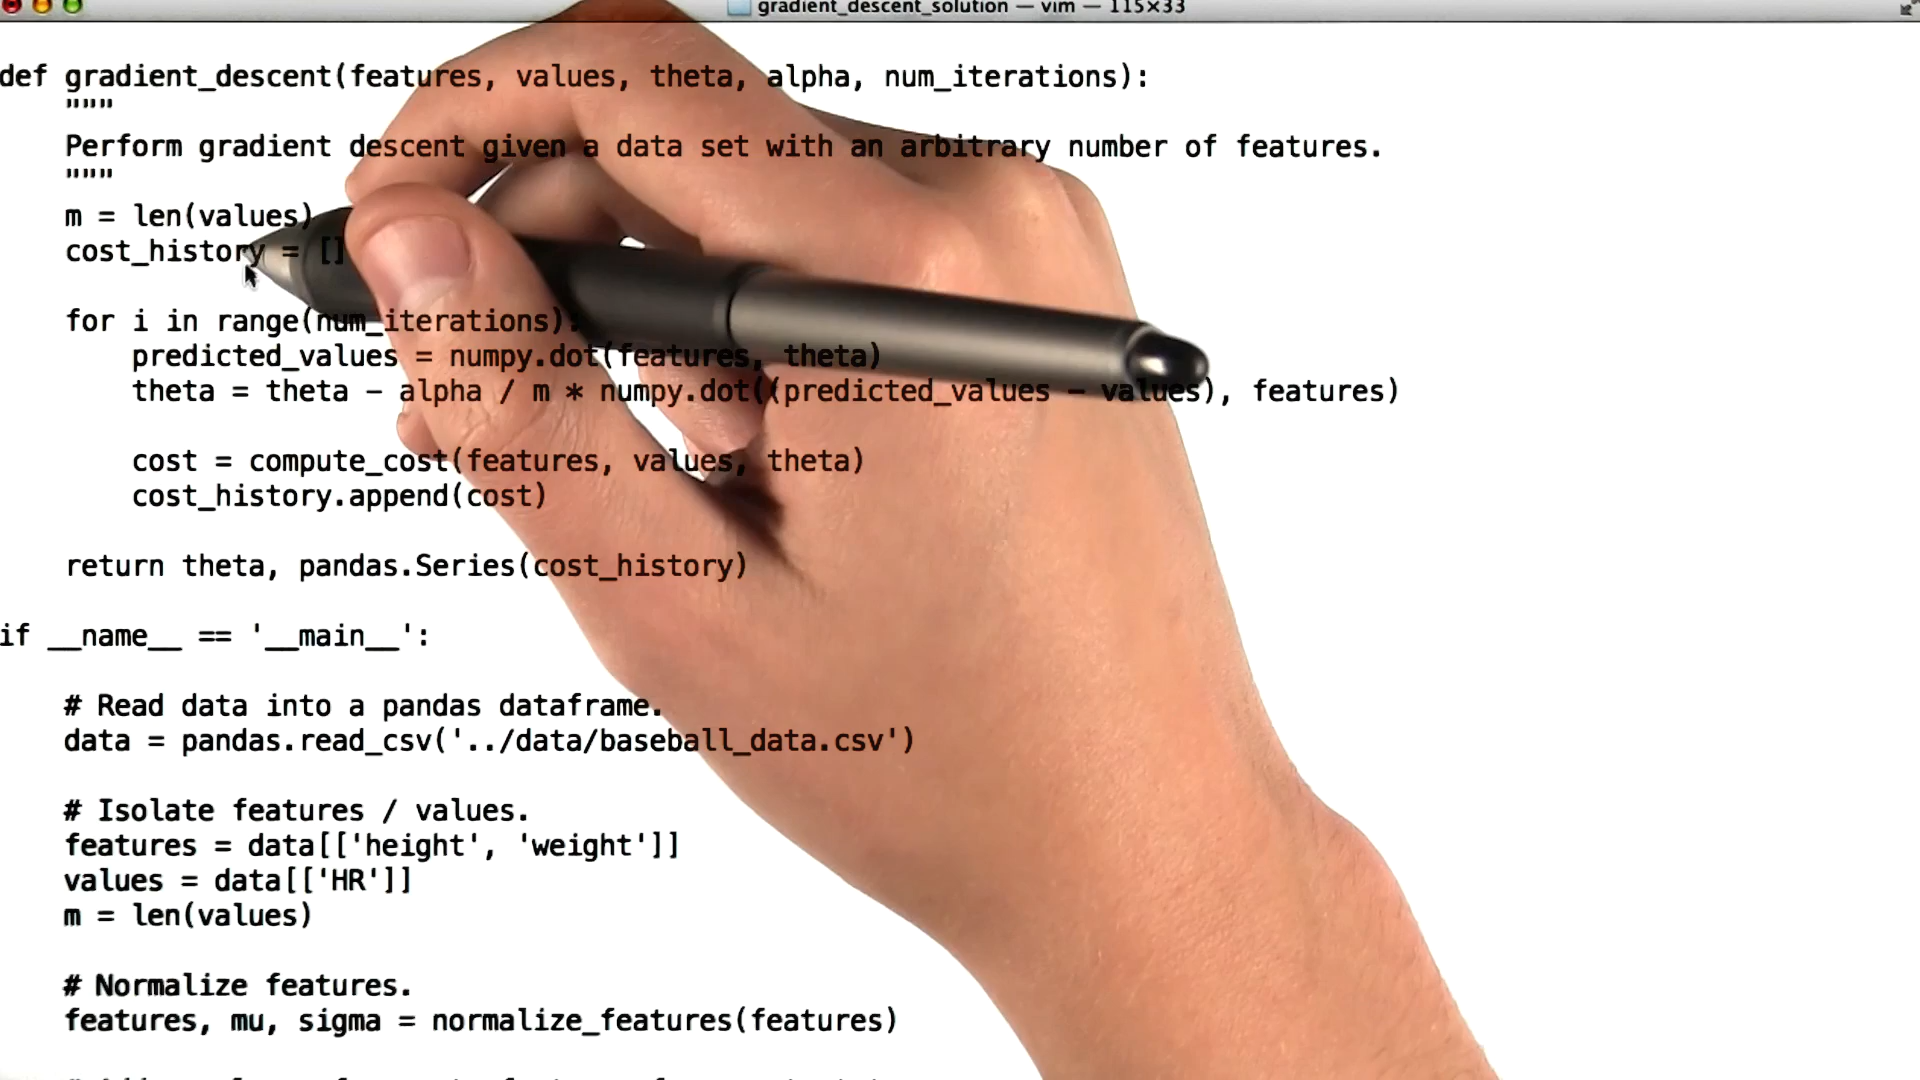 gradient_descent_solution — vim — 115×33
def gradient_descent(features, values, theta, alpha, num_iterations):
"""
Perform gradient descent given a data set with an arbitrary number of features.
"""
m = len(values)
cost_history = []
for i in range(num_iterations):
predicted_values = numpy.dot(features, theta)
theta = theta - alpha / m * numpy.dot((predicted_values - values), features)
cost = compute_cost(features, values, theta)
cost_history.append(cost)
return theta, pandas.Series(cost_history)
if __name__ == '__main__':
# Read data into a pandas dataframe.
data = pandas.read_csv('../data/baseball_data.csv')
# Isolate features / values.
features = data[['height', 'weight']]
values = data[['HR']]
m = len(values)
# Normalize features.
features, mu, sigma = normalize_features(features)